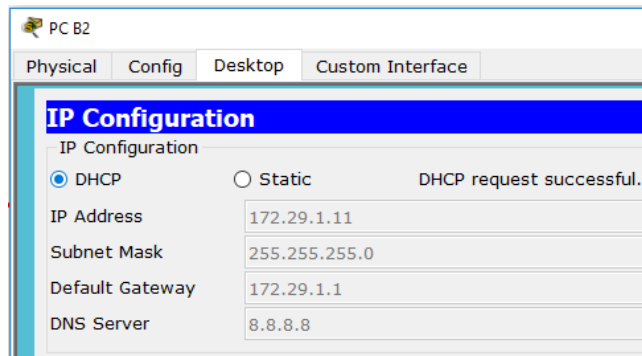 PC B2
Physical Config Desktop Custom Interface
IP Configuration
IP Configuration
DHCP Static DHCP request successful.
IP Address 172.29.1.11
Subnet Mask 255.255.255.0
Default Gateway 172.29.1.1
DNS Server 8.8.8.8